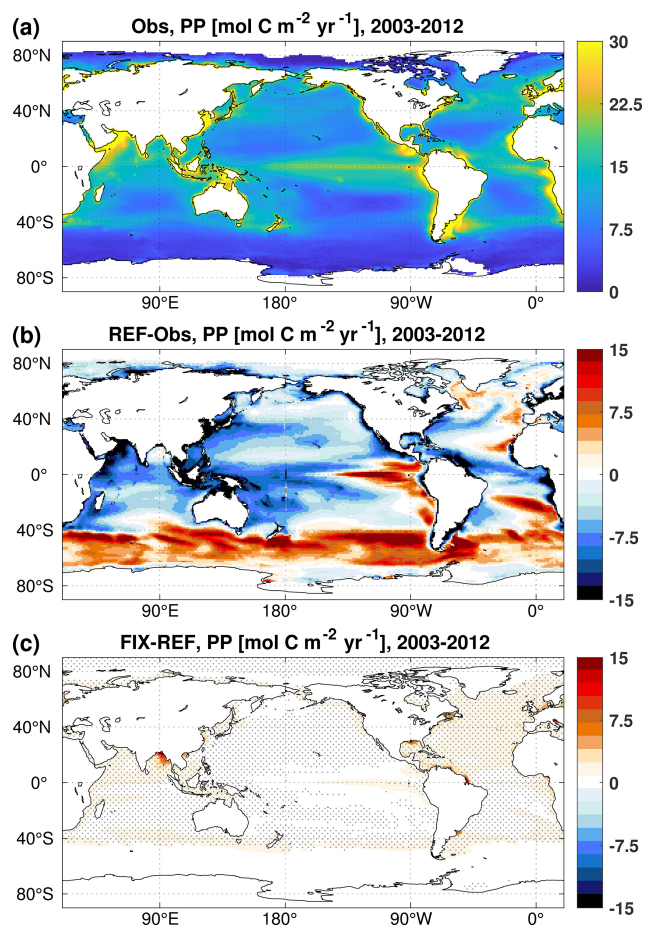 (a) Obs, PP [mol C m⁻² yr⁻¹], 2003-2012
80°N
40°N
0°
40°S
80°S
90°E 180° 90°W 0°
30
22.5
15
7.5
0
(b) REF-Obs, PP [mol C m⁻² yr⁻¹], 2003-2012
80°N
40°N
0°
40°S
80°S
90°E 180° 90°W 0°
15
7.5
0
-7.5
-15
(c) FIX-REF, PP [mol C m⁻² yr⁻¹], 2003-2012
80°N
40°N
0°
40°S
80°S
90°E 180° 90°W 0°
15
7.5
0
-7.5
-15